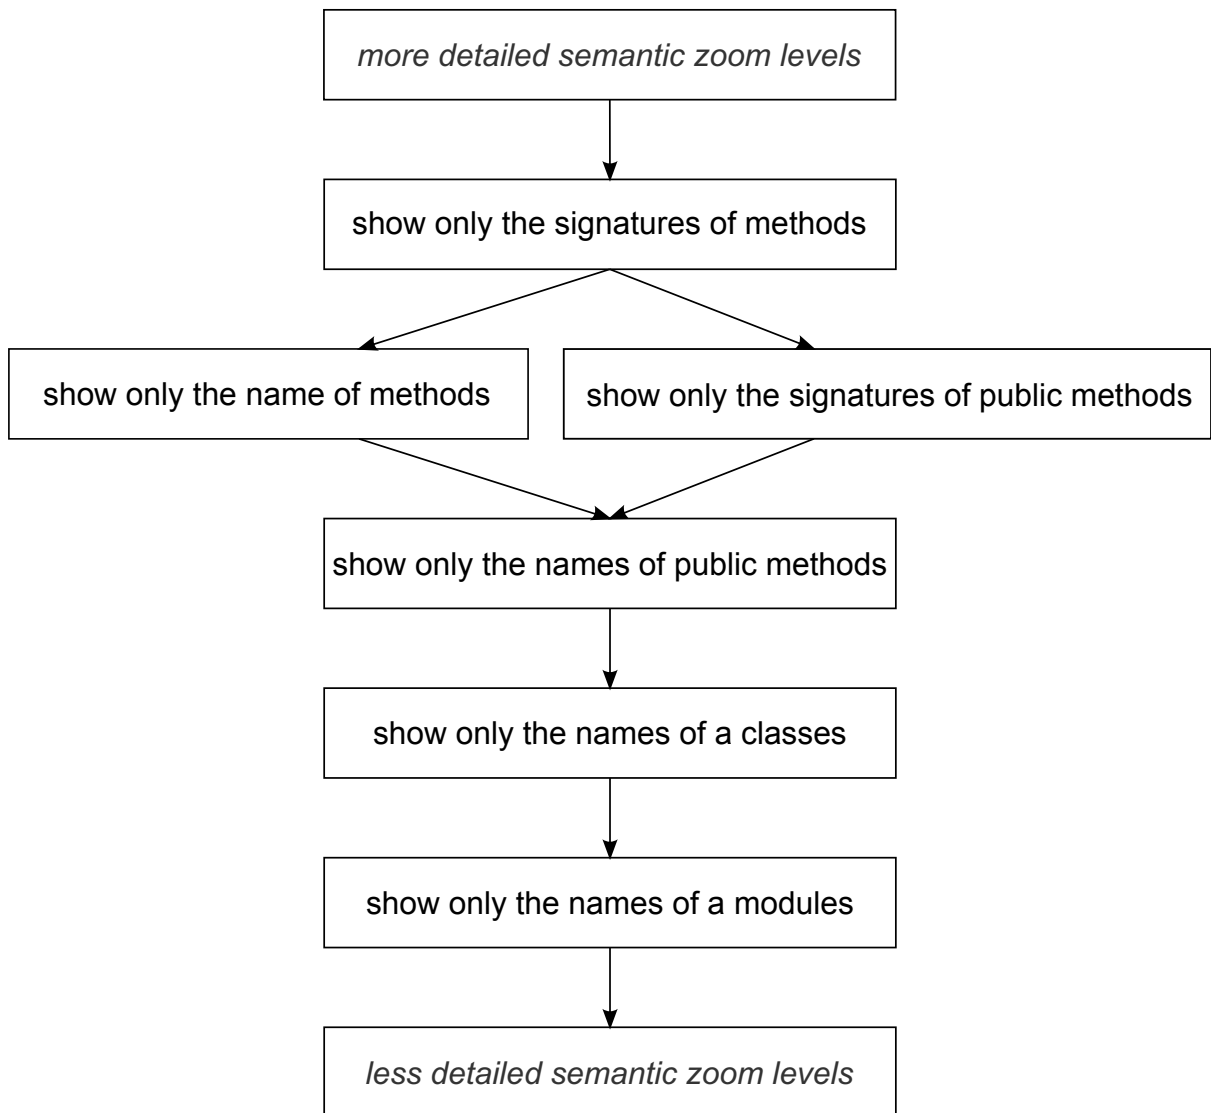 more detailed semantic zoom levels
show only the signatures of methods
show only the name of methods
show only the signatures of public methods
show only the names of public methods
show only the names of a classes
show only the names of a modules
less detailed semantic zoom levels